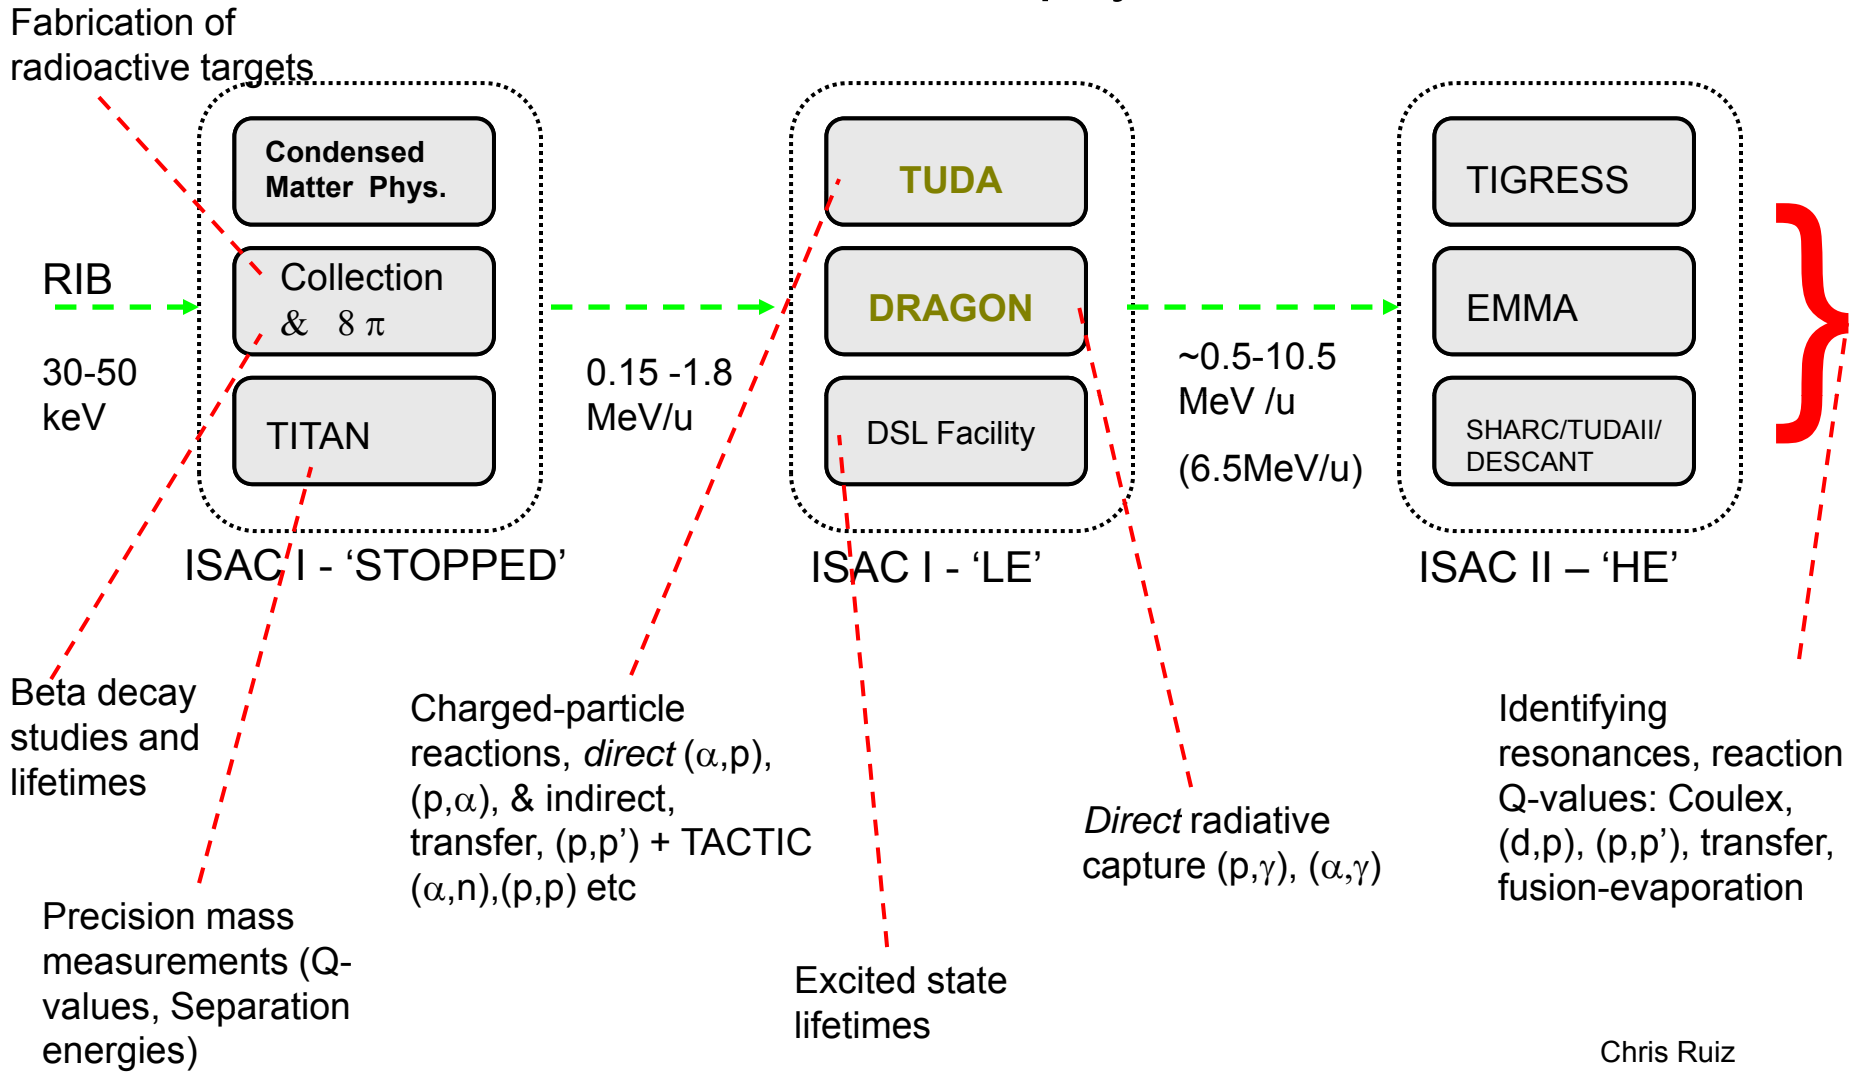 Fabrication of
radioactive targets
Condensed
Matter Phys.
Collection
& 8 π
TITAN
RIB
30-50
keV
ISAC I - ‘STOPPED’
0.15 -1.8
MeV/u
TUDA
DRAGON
DSL Facility
ISAC I - ‘LE’
~0.5-10.5
MeV /u
(6.5MeV/u)
TIGRESS
EMMA
SHARC/TUDAII/
DESCANT
ISAC II – ‘HE’
Beta decay
studies and
lifetimes
Precision mass
measurements (Q-
values, Separation
energies)
Charged-particle
reactions, direct (α,p),
(p,α), & indirect,
transfer, (p,p’) + TACTIC
(α,n),(p,p) etc
Excited state
lifetimes
Direct radiative
capture (p,γ), (α,γ)
Identifying
resonances, reaction
Q-values: Coulex,
(d,p), (p,p’), transfer,
fusion-evaporation
Chris Ruiz